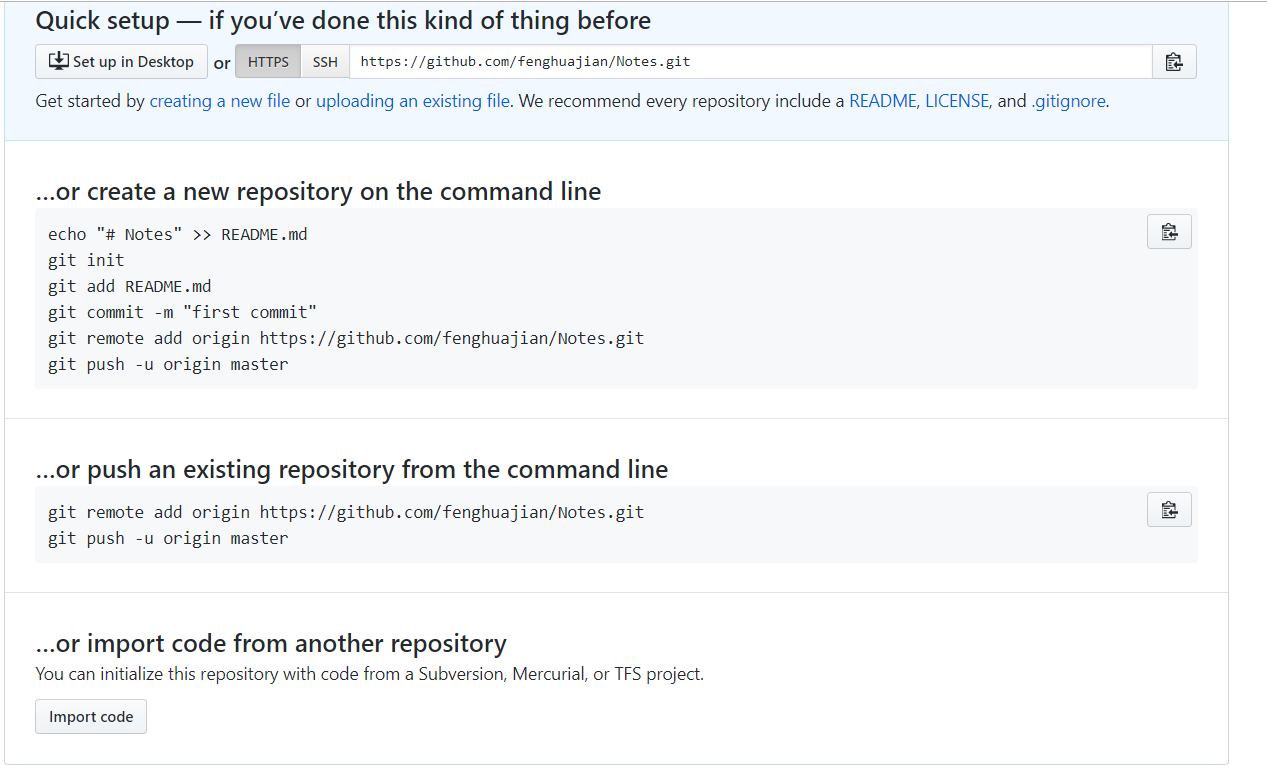 Quick setup — if you’ve done this kind of thing before
Set up in Desktop or HTTPS SSH https://github.com/fenghuajian/Notes.git
Get started by creating a new file or uploading an existing file. We recommend every repository include a README, LICENSE, and .gitignore.
…or create a new repository on the command line
echo "# Notes" >> README.md
git init
git add README.md
git commit -m "first commit"
git remote add origin https://github.com/fenghuajian/Notes.git
git push -u origin master
…or push an existing repository from the command line
git remote add origin https://github.com/fenghuajian/Notes.git
git push -u origin master
…or import code from another repository
You can initialize this repository with code from a Subversion, Mercurial, or TFS project.
Import code